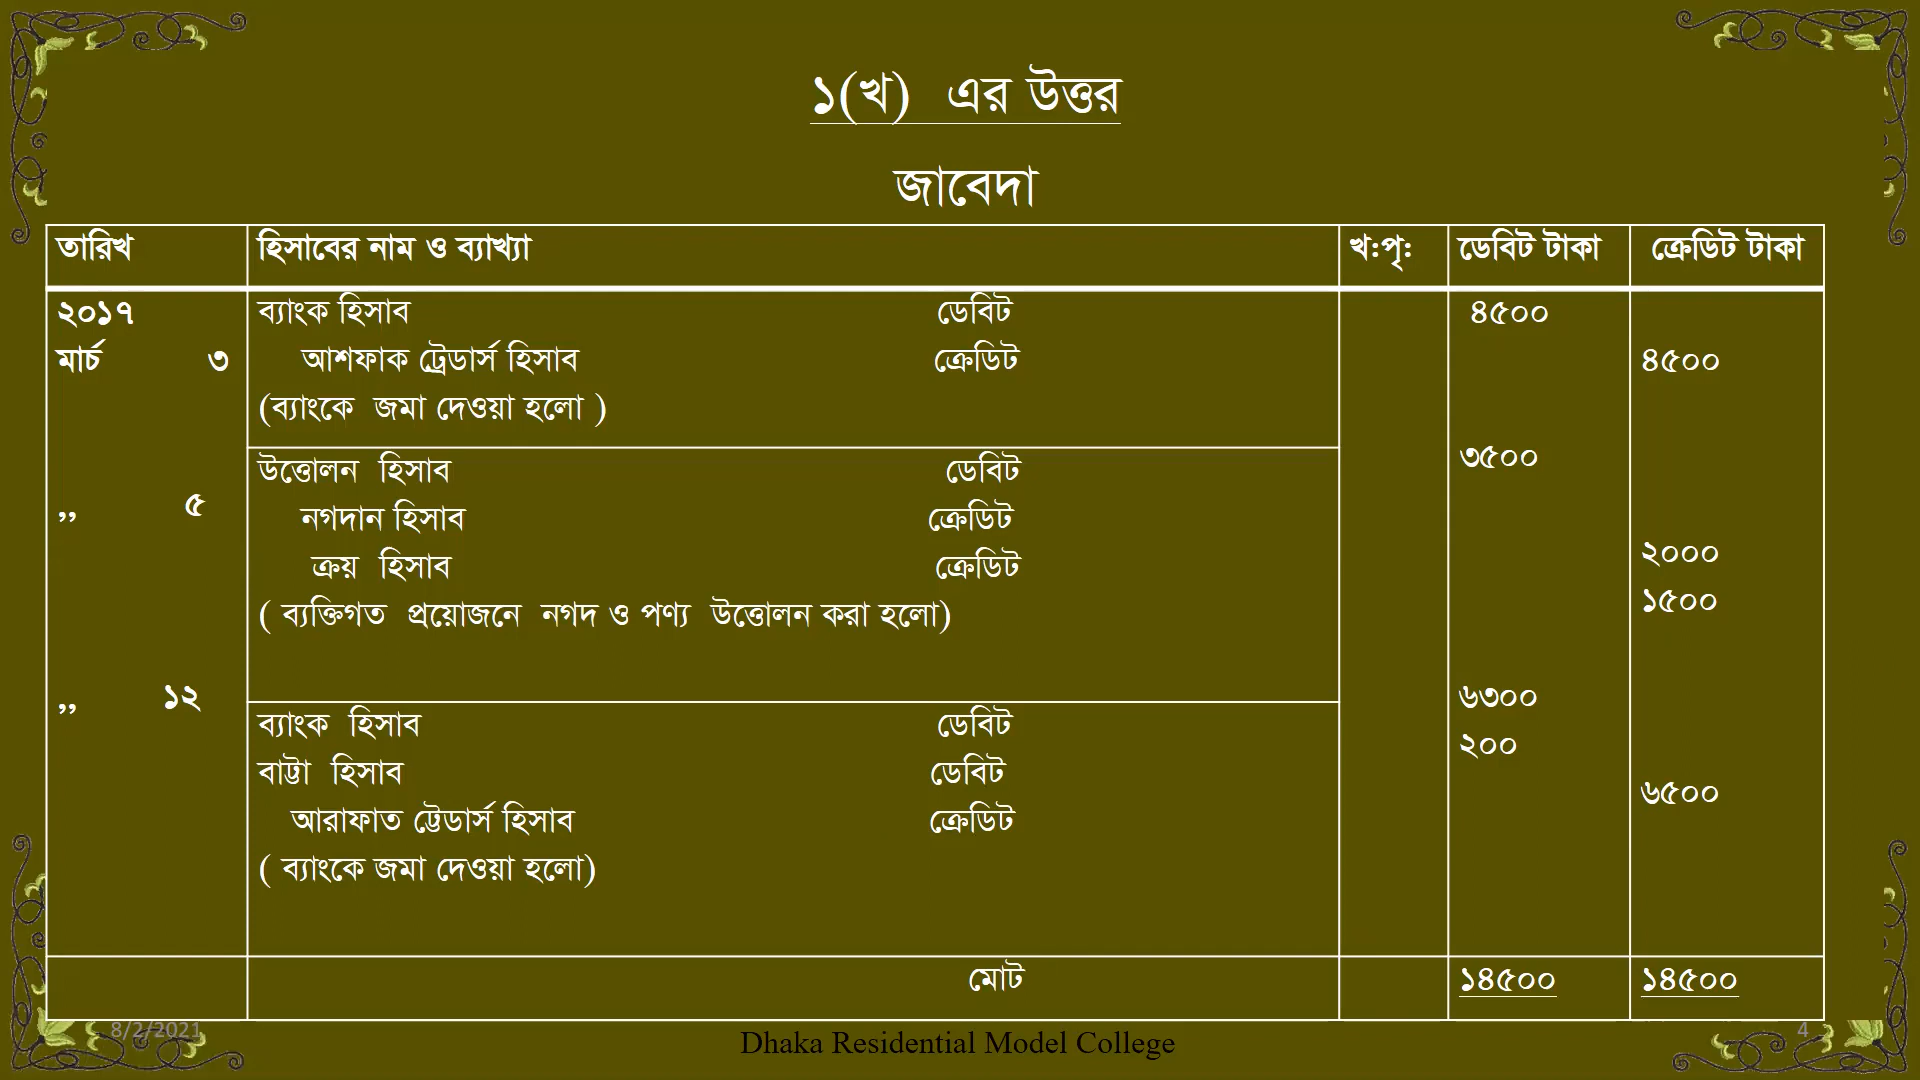 ১(খ) এর উত্তর
জাবেদা
তারিখ হিসাবের নাম ও ব্যাখ্যা খ:পৃ: ডেবিট টাকা ক্রেডিট টাকা
২০১৭ ব্যাংক হিসাব ডেবিট ৪৫০০
মার্চ ৩ আশফাক ট্রেডার্স হিসাব ক্রেডিট ৪৫০০
(ব্যাংকে জমা দেওয়া হলো )
উত্তোলন হিসাব ডেবিট ৩৫০০
,, ৫ নগদান হিসাব ক্রেডিট
ক্রয় হিসাব ক্রেডিট ২০০০
( ব্যক্তিগত প্রয়োজনে নগদ ও পণ্য উত্তোলন করা হলো) ১৫০০
,, ১২ ব্যাংক হিসাব ডেবিট ৬৩০০
বাট্টা হিসাব ডেবিট ২০০
আরাফাত ট্টেডার্স হিসাব ক্রেডিট ৬৫০০
( ব্যাংকে জমা দেওয়া হলো)
মোট ১৪৫০০ ১৪৫০০
8/2/2021 Dhaka Residential Model College 4